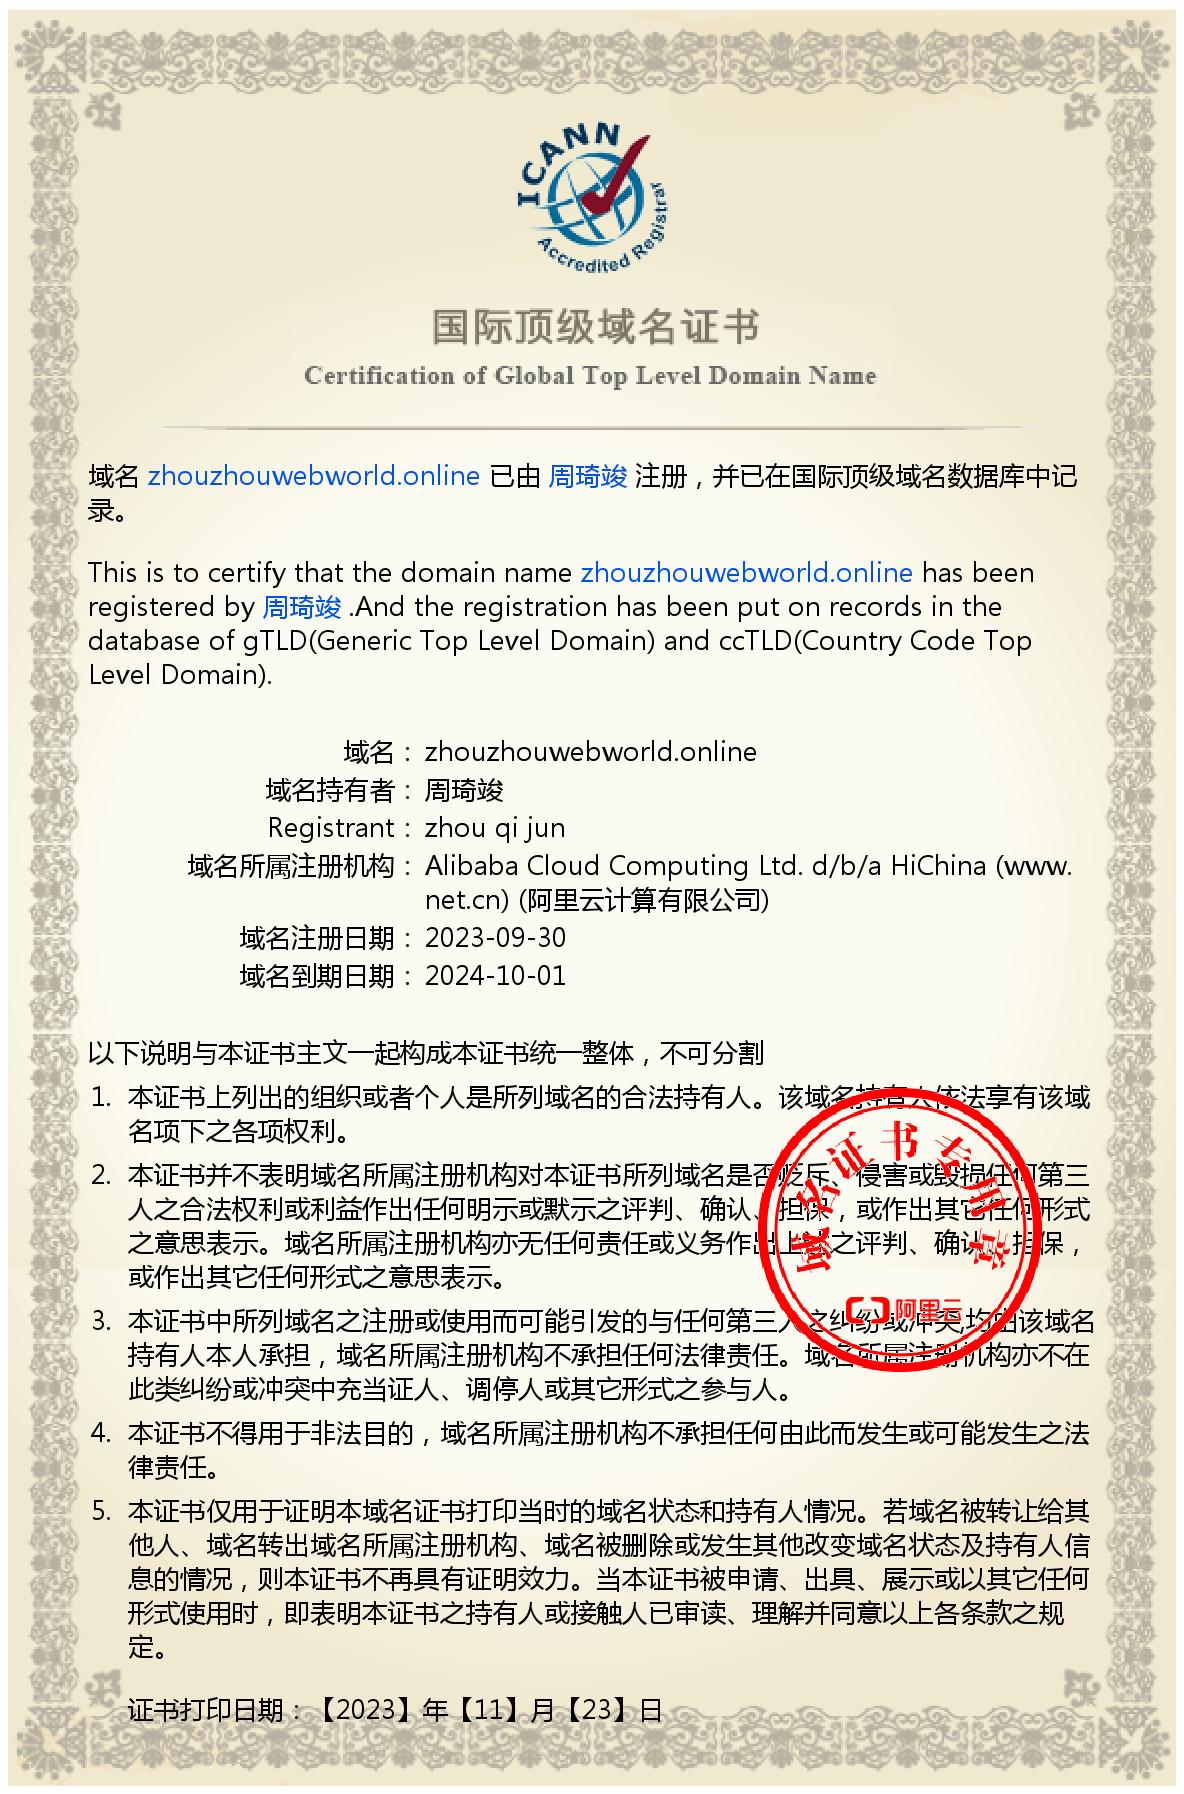 ICANN
Accredited Registrar
国际顶级域名证书
Certification of Global Top Level Domain Name
域名 zhouzhouwebworld.online 已由 周琦竣 注册，并已在国际顶级域名数据库中记
录。
This is to certify that the domain name zhouzhouwebworld.online has been
registered by 周琦竣 .And the registration has been put on records in the
database of gTLD(Generic Top Level Domain) and ccTLD(Country Code Top
Level Domain).
域名： zhouzhouwebworld.online
域名持有者： 周琦竣
Registrant： zhou qi jun
域名所属注册机构： Alibaba Cloud Computing Ltd. d/b/a HiChina (www.
net.cn) (阿里云计算有限公司)
域名注册日期： 2023-09-30
域名到期日期： 2024-10-01
以下说明与本证书主文一起构成本证书统一整体，不可分割
1. 本证书上列出的组织或者个人是所列域名的合法持有人。该域名持有人依法享有该域
名项下之各项权利。
2. 本证书并不表明域名所属注册机构对本证书所列域名是否贬斥、侵害或毁损任何第三
人之合法权利或利益作出任何明示或默示之评判、确认、担保，或作出其它任何形式
之意思表示。域名所属注册机构亦无任何责任或义务作出上述之评判、确认、担保，
或作出其它任何形式之意思表示。
3. 本证书中所列域名之注册或使用而可能引发的与任何第三人之纠纷或冲突,均由该域名
持有人本人承担，域名所属注册机构不承担任何法律责任。域名所属注册机构亦不在
此类纠纷或冲突中充当证人、调停人或其它形式之参与人。
4. 本证书不得用于非法目的，域名所属注册机构不承担任何由此而发生或可能发生之法
律责任。
5. 本证书仅用于证明本域名证书打印当时的域名状态和持有人情况。若域名被转让给其
他人、域名转出域名所属注册机构、域名被删除或发生其他改变域名状态及持有人信
息的情况，则本证书不再具有证明效力。当本证书被申请、出具、展示或以其它任何
形式使用时，即表明本证书之持有人或接触人已审读、理解并同意以上各条款之规
定。
域名证书专用章
阿里云
证书打印日期：【2023】年【11】月【23】日